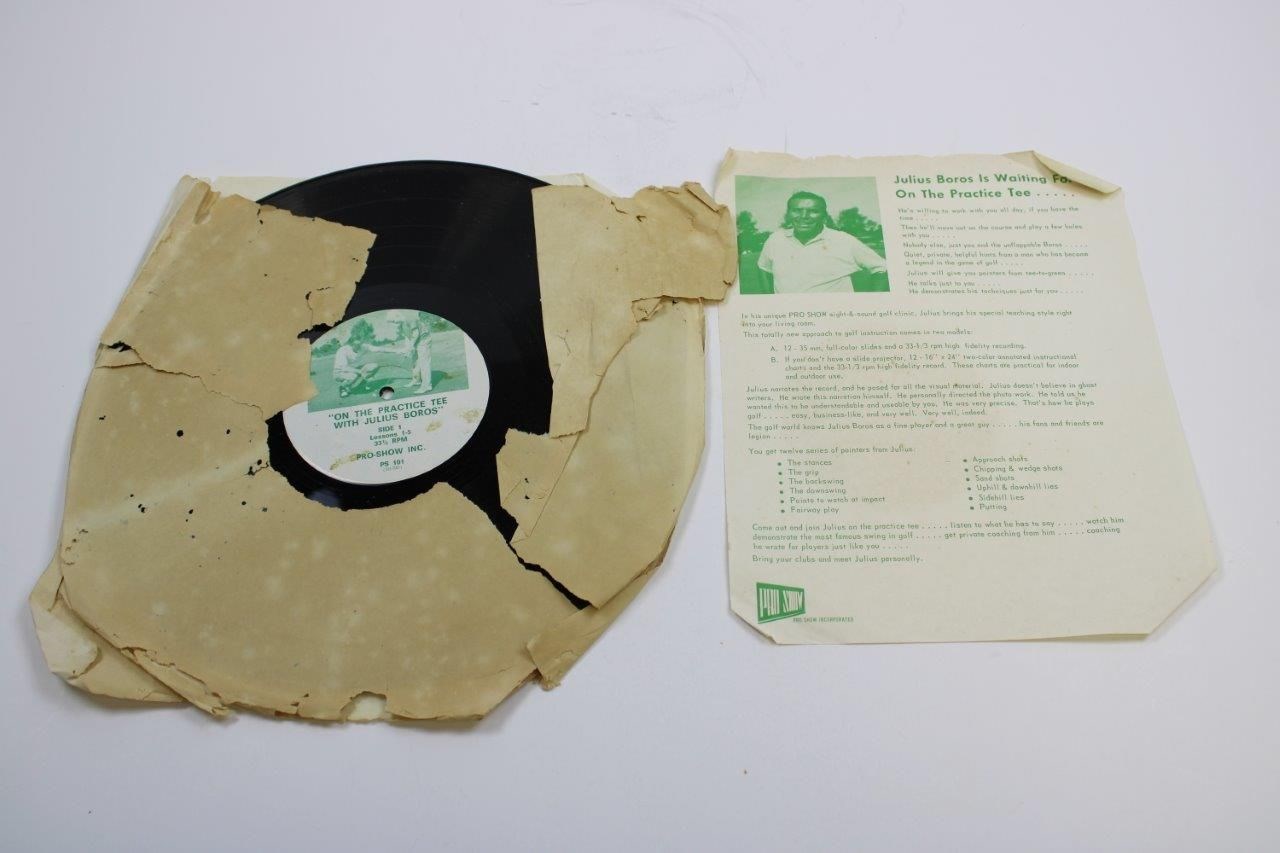 "ON THE PRACTICE TEE
WITH JULIUS BOROS"
SIDE 1
Lessons 1-5
33⅓ RPM
PRO-SHOW INC.
PS 101
Julius Boros Is Waiting
On The Practice Tee . . . . .
He's willing to work with you all day, if you have the
time . . . . .
Then he'll move out on the course and play a few holes
with you . . . . .
Nobody else, just you and the unflappable Boros . . . . .
Quiet, private, helpful hints from a man who has become
a legend in the game of golf . . . . .
Julius will give you pointers from tee-to-green . . . . .
He talks just to you . . . . .
He demonstrates his techniques just for you . . . . .
In his unique PRO SHOW sight-&-sound golf clinic, Julius brings his special teaching style right
into your living room.
This totally new approach to golf instruction comes in two models:
A. 12 - 35 mm, full-color slides and a 33-1/3 rpm high fidelity recording.
B. If you don't have a slide projector, 12 - 16" x 24" two-color annotated instructional
charts and the 33-1/3 rpm high fidelity record. These charts are practical for indoor
and outdoor use.
Julius narrates the record, and he posed for all the visual material. Julius doesn't believe in ghost
writers. He wrote this narration himself. He personally directed the photo work. He told us he
wanted this to be understandable and useable by you. He was very precise. That's how he plays
golf . . . . . easy, business-like, and very well. Very well, indeed.
The golf world knows Julius Boros as a fine player and a great guy . . . . . his fans and friends are
legion . . . . .
You get twelve series of pointers from Julius:
• The stances
• The grip
• The backswing
• The downswing
• Points to watch at impact
• Fairway play
• Approach shots
• Chipping & wedge shots
• Sand shots
• Uphill & downhill lies
• Sidehill lies
• Putting
Come out and join Julius on the practice tee . . . . . listen to what he has to say . . . . . watch him
demonstrate the most famous swing in golf . . . . . get private coaching from him . . . . . coaching
he wrote for players just like you . . . . .
Bring your clubs and meet Julius personally.
PRO SHOW
PRO SHOW INCORPORATED